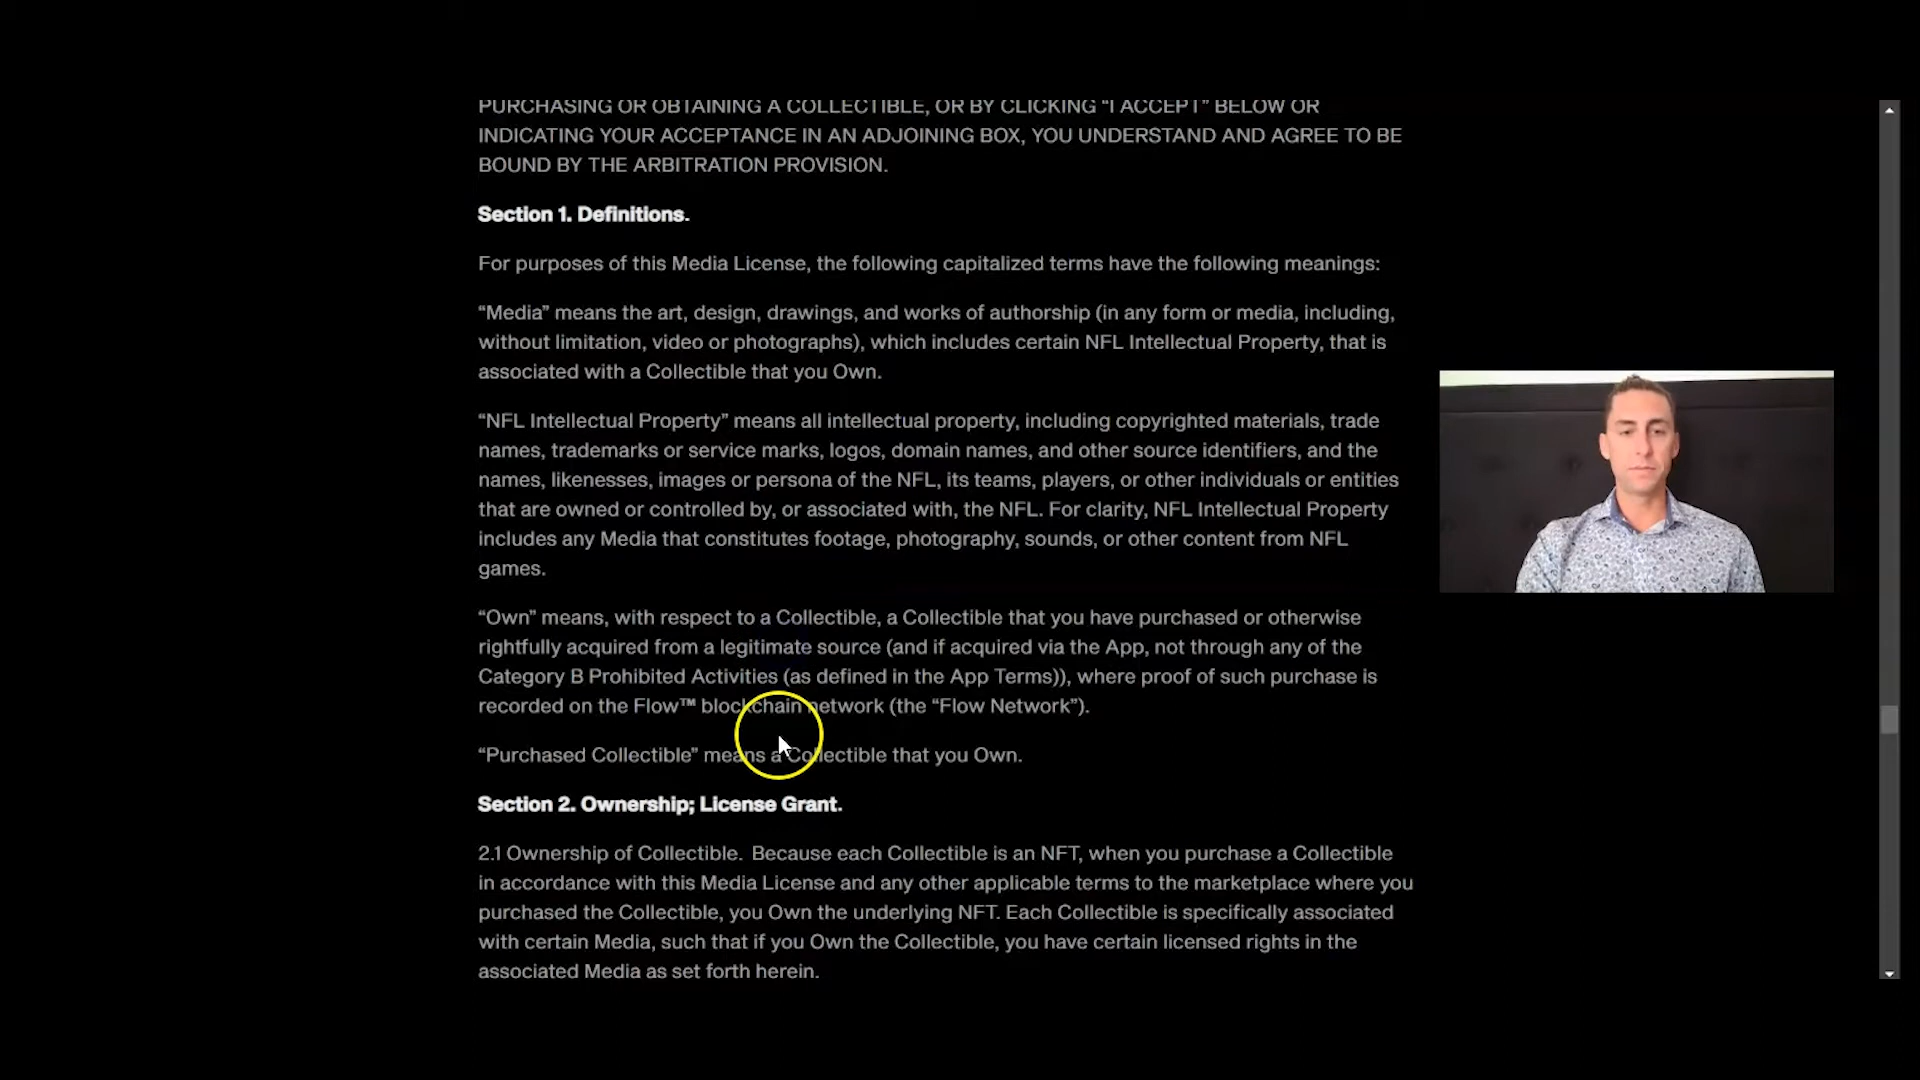 PURCHASING OR OBTAINING A COLLECTIBLE, OR BY CLICKING “I ACCEPT” BELOW OR
INDICATING YOUR ACCEPTANCE IN AN ADJOINING BOX, YOU UNDERSTAND AND AGREE TO BE
BOUND BY THE ARBITRATION PROVISION.
Section 1. Definitions.
For purposes of this Media License, the following capitalized terms have the following meanings:
“Media” means the art, design, drawings, and works of authorship (in any form or media, including,
without limitation, video or photographs), which includes certain NFL Intellectual Property, that is
associated with a Collectible that you Own.
“NFL Intellectual Property” means all intellectual property, including copyrighted materials, trade
names, trademarks or service marks, logos, domain names, and other source identifiers, and the
names, likenesses, images or persona of the NFL, its teams, players, or other individuals or entities
that are owned or controlled by, or associated with, the NFL. For clarity, NFL Intellectual Property
includes any Media that constitutes footage, photography, sounds, or other content from NFL
games.
“Own” means, with respect to a Collectible, a Collectible that you have purchased or otherwise
rightfully acquired from a legitimate source (and if acquired via the App, not through any of the
Category B Prohibited Activities (as defined in the App Terms)), where proof of such purchase is
recorded on the Flow™ blockchain network (the “Flow Network”).
“Purchased Collectible” means a Collectible that you Own.
Section 2. Ownership; License Grant.
2.1 Ownership of Collectible. Because each Collectible is an NFT, when you purchase a Collectible
in accordance with this Media License and any other applicable terms to the marketplace where you
purchased the Collectible, you Own the underlying NFT. Each Collectible is specifically associated
with certain Media, such that if you Own the Collectible, you have certain licensed rights in the
associated Media as set forth herein.